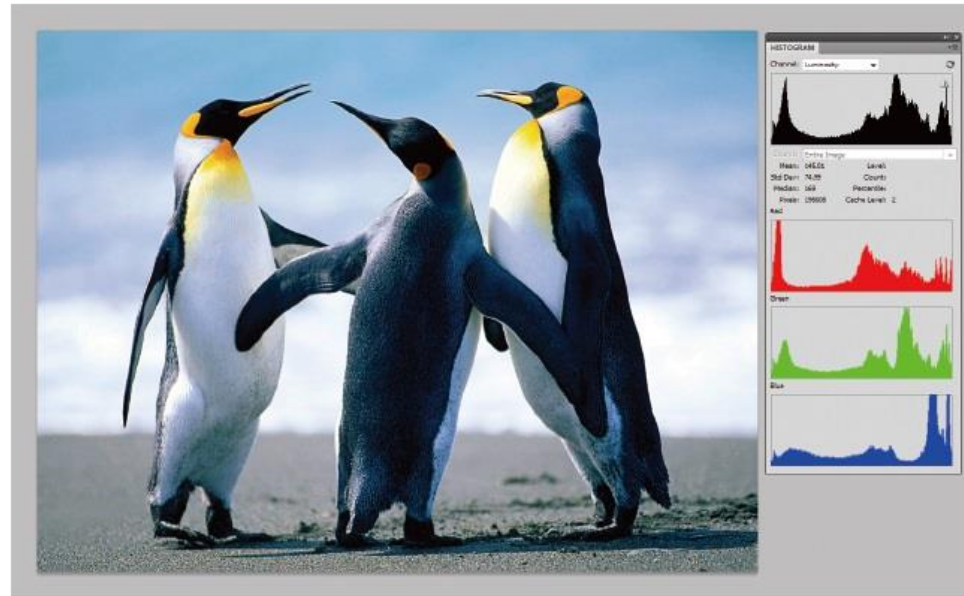 HISTOGRAM
Channel: Luminosity
Entire Image
Mean: 145.01 Level:
Std Dev: 74.99 Count:
Median: 169 Percentile:
Pixels: 196608 Cache Level: 2
Red
Green
Blue